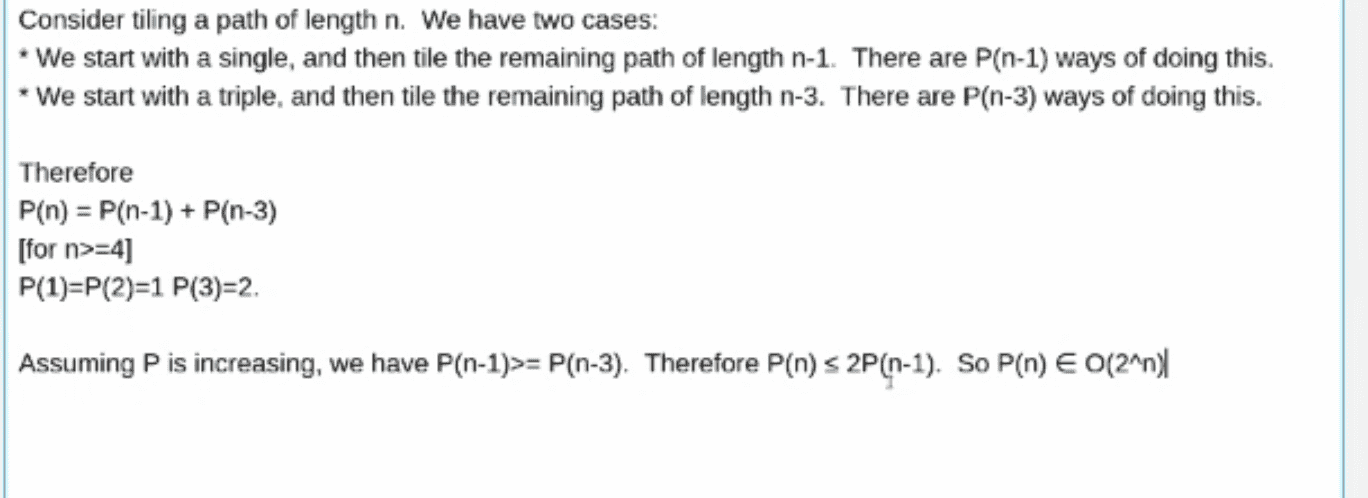 Consider tiling a path of length n.  We have two cases:
* We start with a single, and then tile the remaining path of length n-1.  There are P(n-1) ways of doing this.
* We start with a triple, and then tile the remaining path of length n-3.  There are P(n-3) ways of doing this.
Therefore
P(n) = P(n-1) + P(n-3)
[for n>=4]
P(1)=P(2)=1 P(3)=2.
Assuming P is increasing, we have P(n-1)>= P(n-3).  Therefore P(n) ≤ 2P(n-1).  So P(n) ∈ O(2^n)